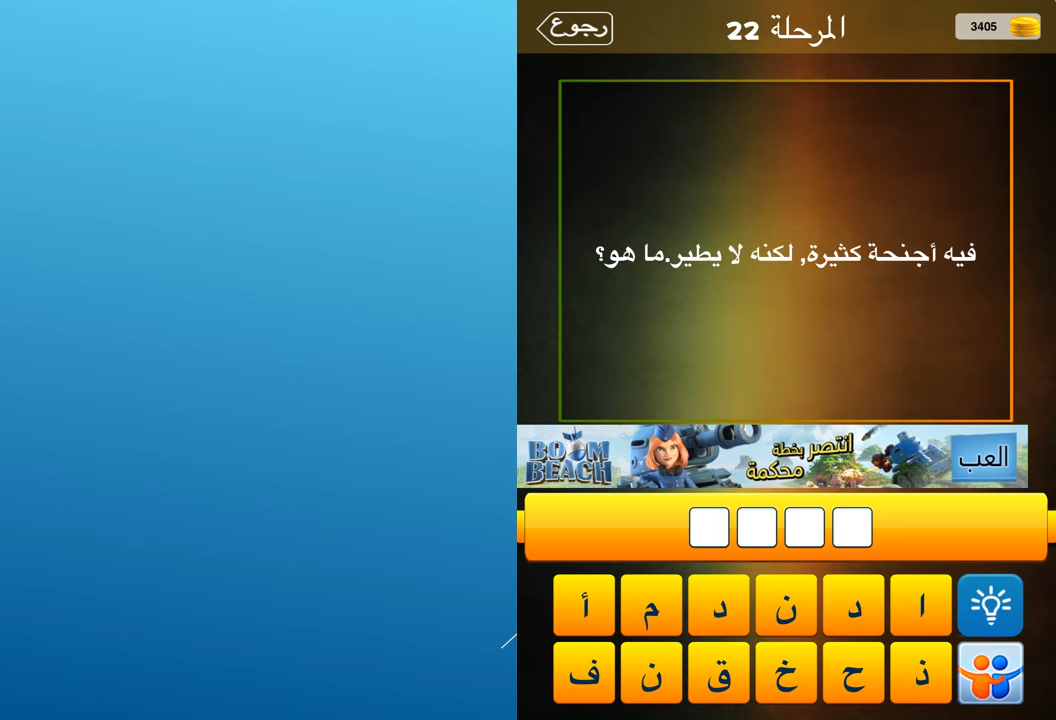 رجوع
المرحلة 22
3405
فيه أجنحة كثيرة, لكنه لا يطير.ما هو؟
BOOM BEACH
انتصر بخطة
محكمة
العب
ا د ن د م أ
ذ ح خ ق ن ف